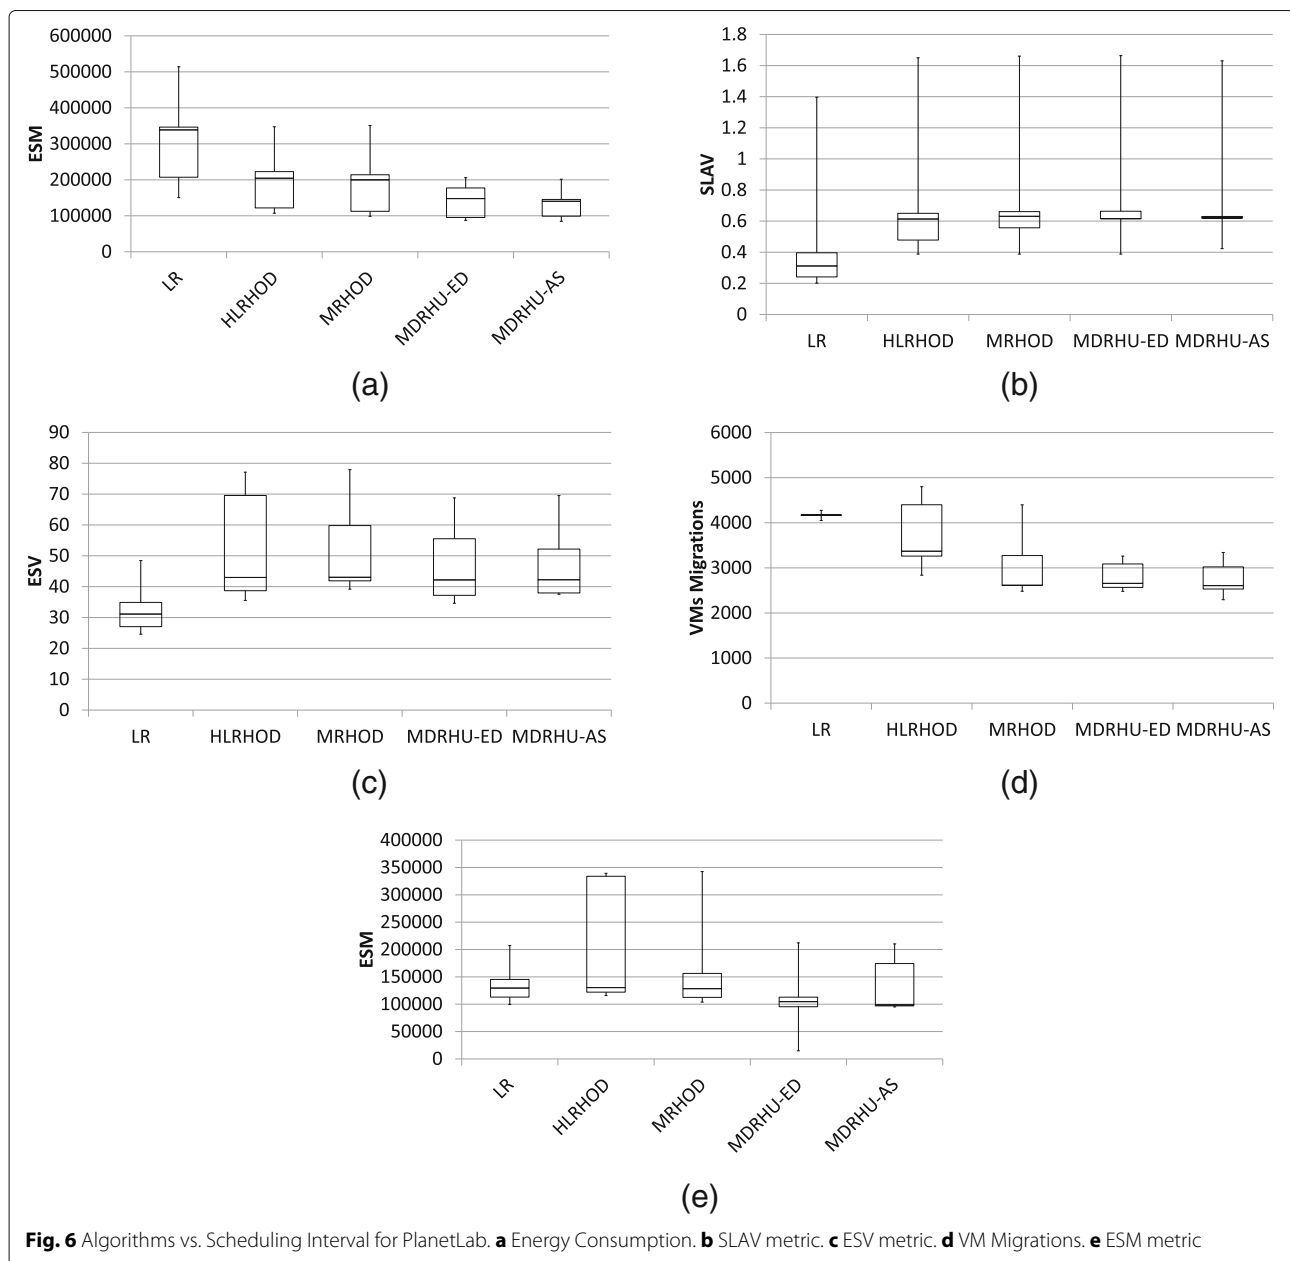 600000
500000
400000
300000
200000
100000
0
ESM
LR
HLRHOD
MRHOD
MDRHU-ED
MDRHU-AS
(a)
1.8
1.6
1.4
1.2
1
0.8
0.6
0.4
0.2
0
SLAV
LR HLRHOD MRHOD MDRHU-ED MDRHU-AS
(b)
90
80
70
60
50
40
30
20
10
0
ESV
LR HLRHOD MRHOD MDRHU-ED MDRHU-AS
(c)
6000
5000
4000
3000
2000
1000
0
VMs Migrations
LR HLRHOD MRHOD MDRHU-ED MDRHU-AS
(d)
400000
350000
300000
250000
200000
150000
100000
50000
0
ESM
LR
HLRHOD
MRHOD
MDRHU-ED
MDRHU-AS
(e)
Fig. 6 Algorithms vs. Scheduling Interval for PlanetLab. a Energy Consumption. b SLAV metric. c ESV metric. d VM Migrations. e ESM metric